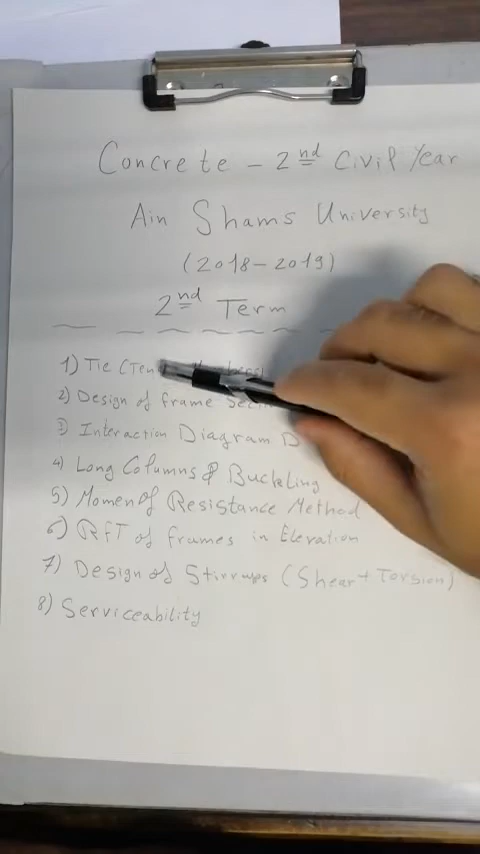 Concrete - 2nd Civil Year
Ain Shams University
(2018-2019)
2nd Term
1) Tie (Ten
2) Design of frame
3) Interaction Diagram D
4) Long Columns & Buckling
5) Moment of Resistance Method
6) RFT of frames in Elevation
7) Design of Stirrups (Shear + Torsion)
8) Serviceability